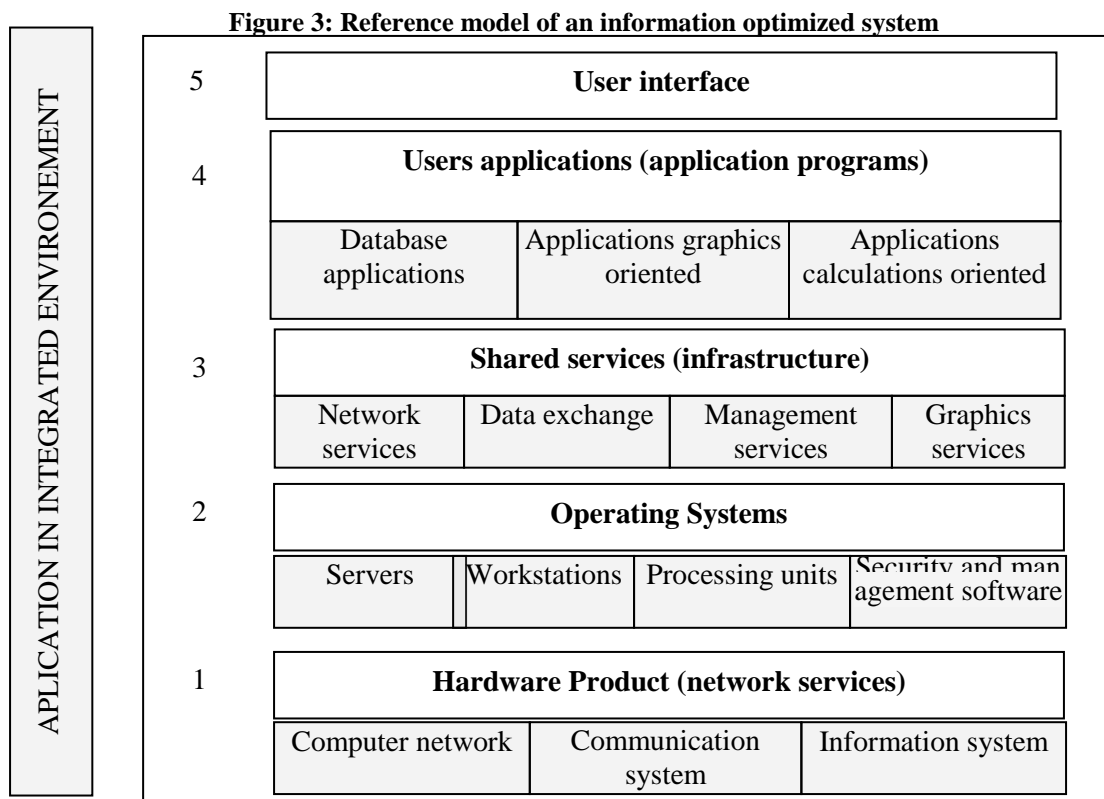 Figure 3: Reference model of an information optimized system
APLICATION IN INTEGRATED ENVIRONEMENT
5
User interface
4
Users applications (application programs)
Database
applications
Applications graphics
oriented
Applications
calculations oriented
3
Shared services (infrastructure)
Network
services
Data exchange
Management
services
Graphics
services
2
Operating Systems
Servers
Workstations
Processing units
Security and man
agement software
1
Hardware Product (network services)
Computer network
Communication
system
Information system